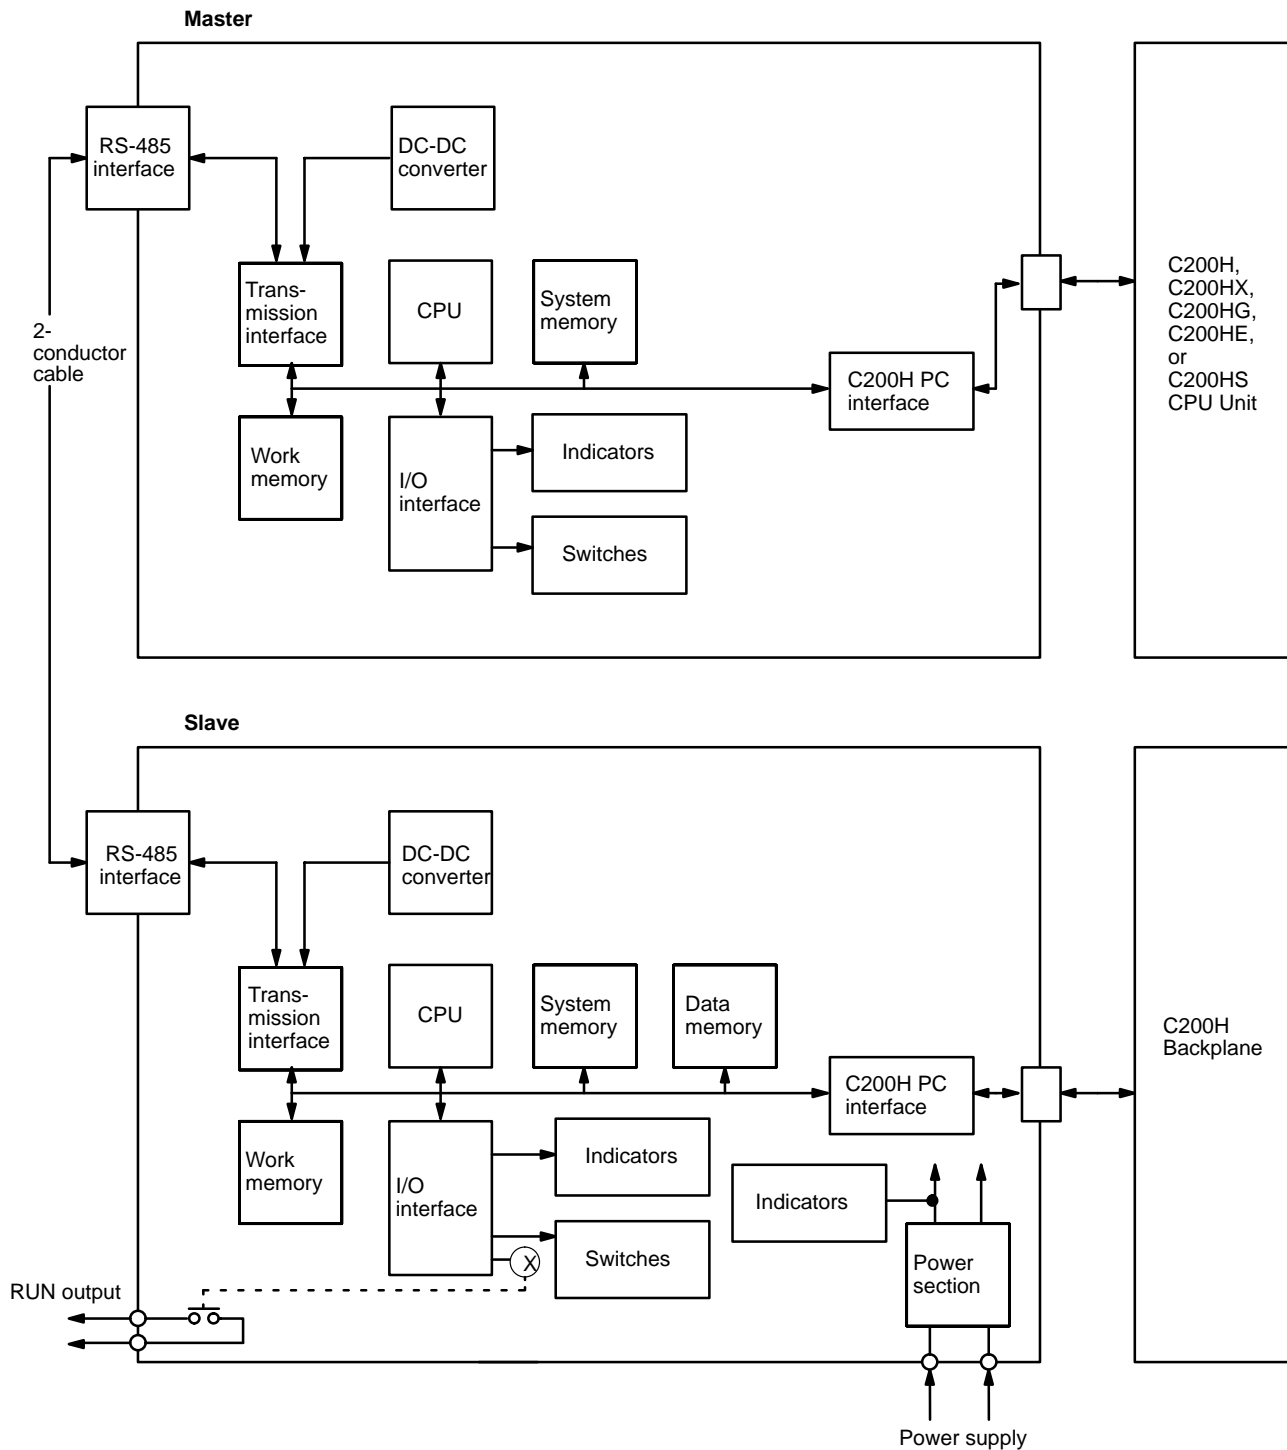 Master
RS-485
interface
DC-DC
converter
Trans-
mission
interface
CPU
System
memory
C200H PC
interface
C200H,
C200HX,
C200HG,
C200HE,
or
C200HS
CPU Unit
2-
conductor
cable
Work
memory
I/O
interface
Indicators
Switches
Slave
RS-485
interface
DC-DC
converter
Trans-
mission
interface
CPU
System
memory
Data
memory
C200H PC
interface
C200H
Backplane
Work
memory
I/O
interface
Indicators
Switches
X
Indicators
Power
section
RUN output
Power supply